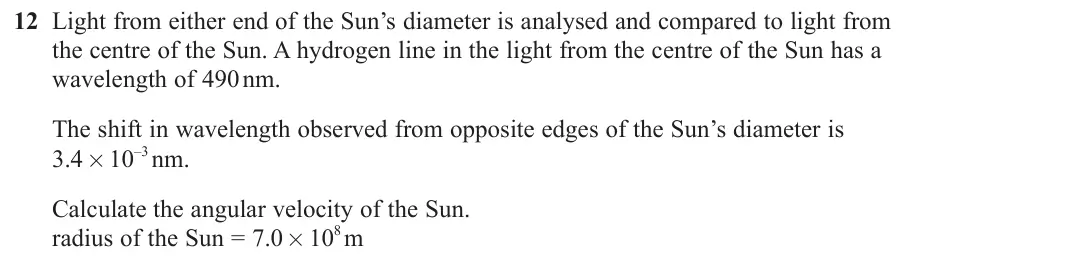 12 Light from either end of the Sun’s diameter is analysed and compared to light from
the centre of the Sun. A hydrogen line in the light from the centre of the Sun has a
wavelength of 490 nm.
The shift in wavelength observed from opposite edges of the Sun’s diameter is
3.4 × 10⁻³ nm.
Calculate the angular velocity of the Sun.
radius of the Sun = 7.0 × 10⁸ m